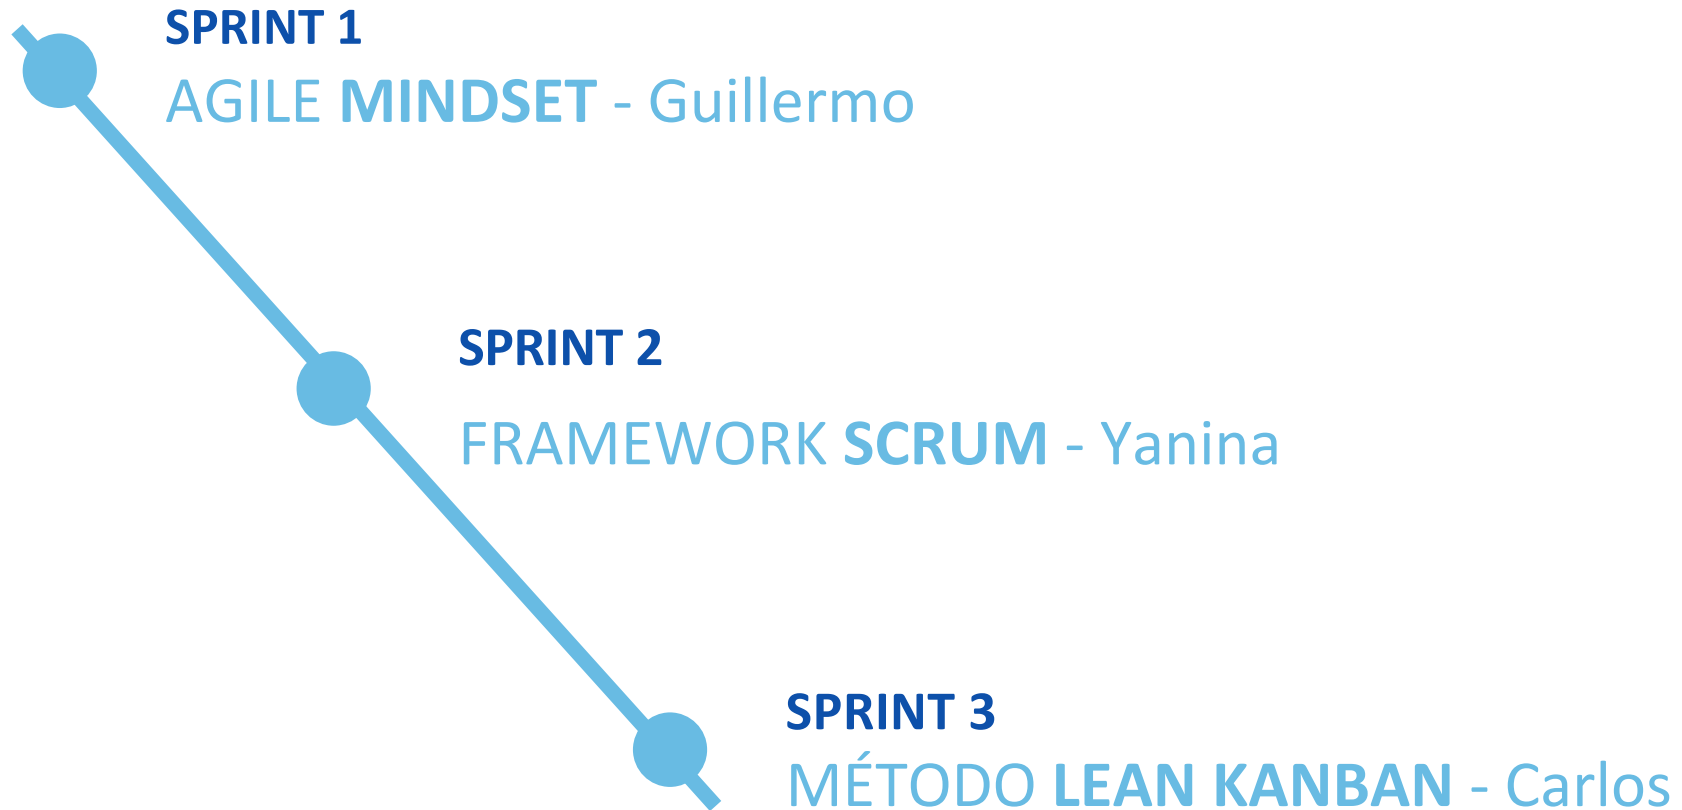 SPRINT 1
AGILE MINDSET - Guillermo
SPRINT 2
FRAMEWORK SCRUM - Yanina
SPRINT 3
MÉTODO LEAN KANBAN - Carlos